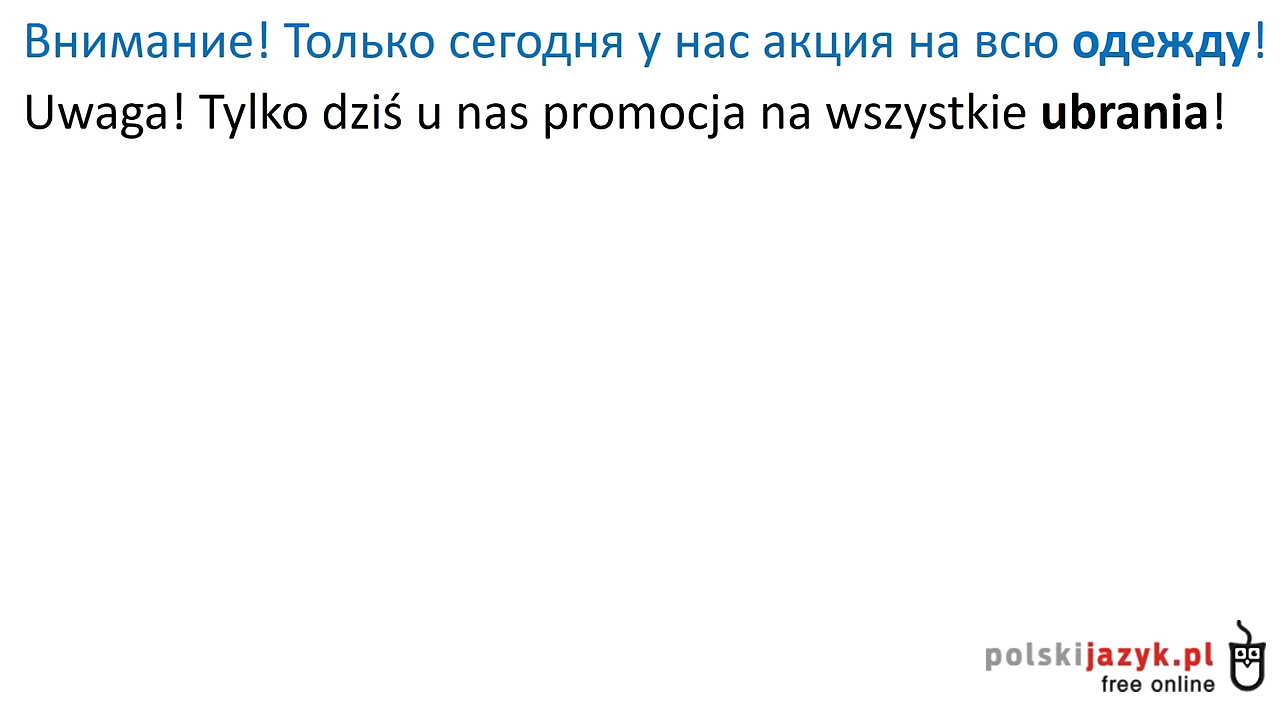 Внимание! Только сегодня у нас акция на всю одежду!
Uwaga! Tylko dziś u nas promocja na wszystkie ubrania!
polskijazyk.pl
free online